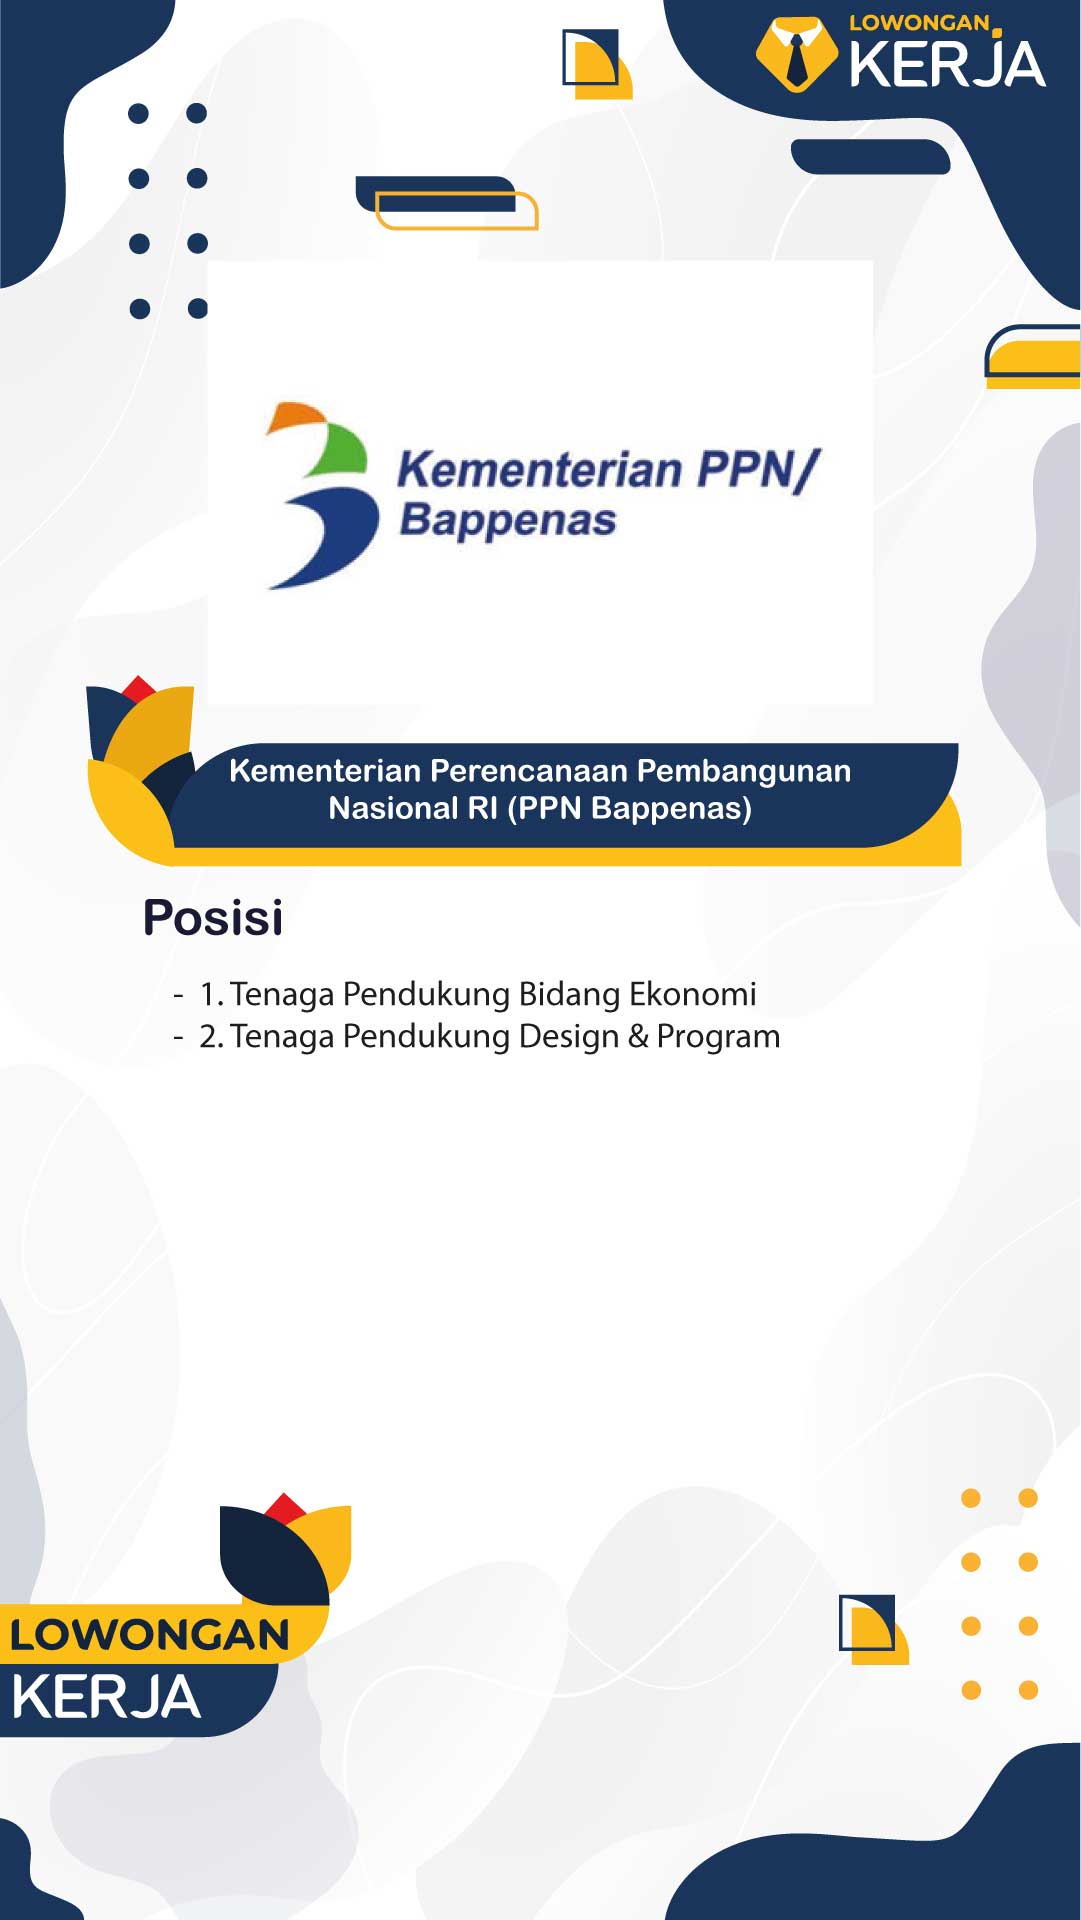 LOWONGAN
KERJA
Kementerian PPN/
Bappenas
Kementerian Perencanaan Pembangunan
Nasional RI (PPN Bappenas)
Posisi
- 1. Tenaga Pendukung Bidang Ekonomi
- 2. Tenaga Pendukung Design & Program
LOWONGAN
KERJA